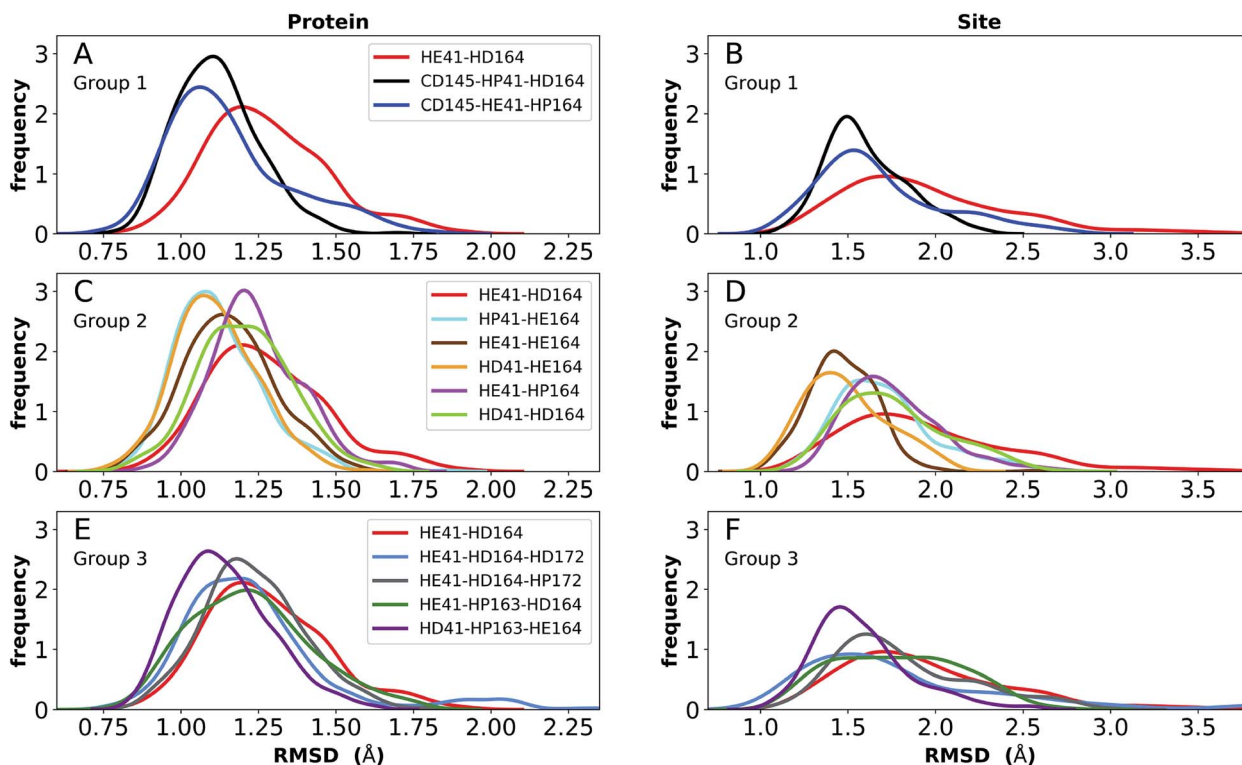 Protein
Site
A
Group 1
HE41-HD164
CD145-HP41-HD164
CD145-HE41-HP164
frequency
3
2
1
0
0.75 1.00 1.25 1.50 1.75 2.00 2.25
B
Group 1
frequency
3
2
1
0
1.0 1.5 2.0 2.5 3.0 3.5
C
Group 2
HE41-HD164
HP41-HE164
HE41-HE164
HD41-HE164
HE41-HP164
HD41-HD164
frequency
3
2
1
0
0.75 1.00 1.25 1.50 1.75 2.00 2.25
D
Group 2
frequency
3
2
1
0
1.0 1.5 2.0 2.5 3.0 3.5
E
Group 3
HE41-HD164
HE41-HD164-HD172
HE41-HD164-HP172
HE41-HP163-HD164
HD41-HP163-HE164
frequency
3
2
1
0
0.75 1.00 1.25 1.50 1.75 2.00 2.25
RMSD (Å)
F
Group 3
frequency
3
2
1
0
1.0 1.5 2.0 2.5 3.0 3.5
RMSD (Å)